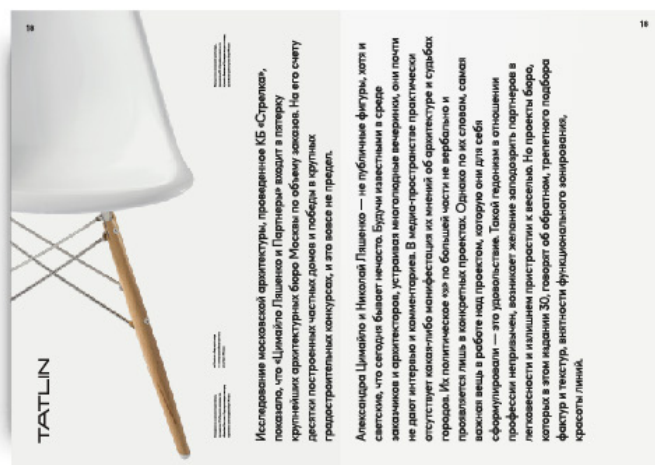 18
TATLIN
Исследование московской архитектуры, проведенное КБ «Стрелка»,
показало, что «Цимайло Ляшенко и Партнеры» входит в пятерку
крупнейших архитектурных бюро Москвы по объему заказов. На его счету
десятки построенных частных домов и победы в крупных
градостроительных конкурсах, и это вовсе не предел.
Александра Цимайло и Николай Ляшенко — не публичные фигуры, хотя и
светские, что сегодня бывает нечасто. Будучи известными в среде
заказчиков и архитекторов, устраивая многолюдные вечеринки, они почти
не дают интервью и комментариев. В медиа-пространстве практически
отсутствует какая-либо манифестация их мнений об архитектуре и судьбах
городов. Их политическое «я» по большей части не вербально и
проявляется лишь в конкретных проектах. Однако по их словам, самая
важная вещь в работе над проектом, которую они для себя
сформулировали — это удовольствие. Такой гедонизм в отношении
профессии непривычен, возникает желание заподозрить партнеров в
легковесности и излишнем пристрастии к веселью. Но проекты бюро,
которых в этом издании 30, говорят об обратном, трепетного подбора
фактур и текстур, внятности функционального зонирования,
красоты линий.